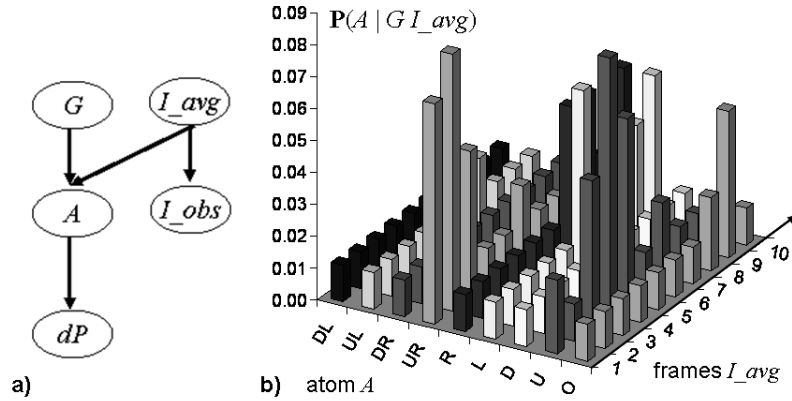 G
I_avg
A
I_obs
dP
a)
P(A | G I_avg)
0.09
0.08
0.07
0.06
0.05
0.04
0.03
0.02
0.01
0.00
DL
UL
DR
UR
R
L
D
U
O
1
2
3
4
5
6
7
8
9
10
b)
atom A
frames I_avg